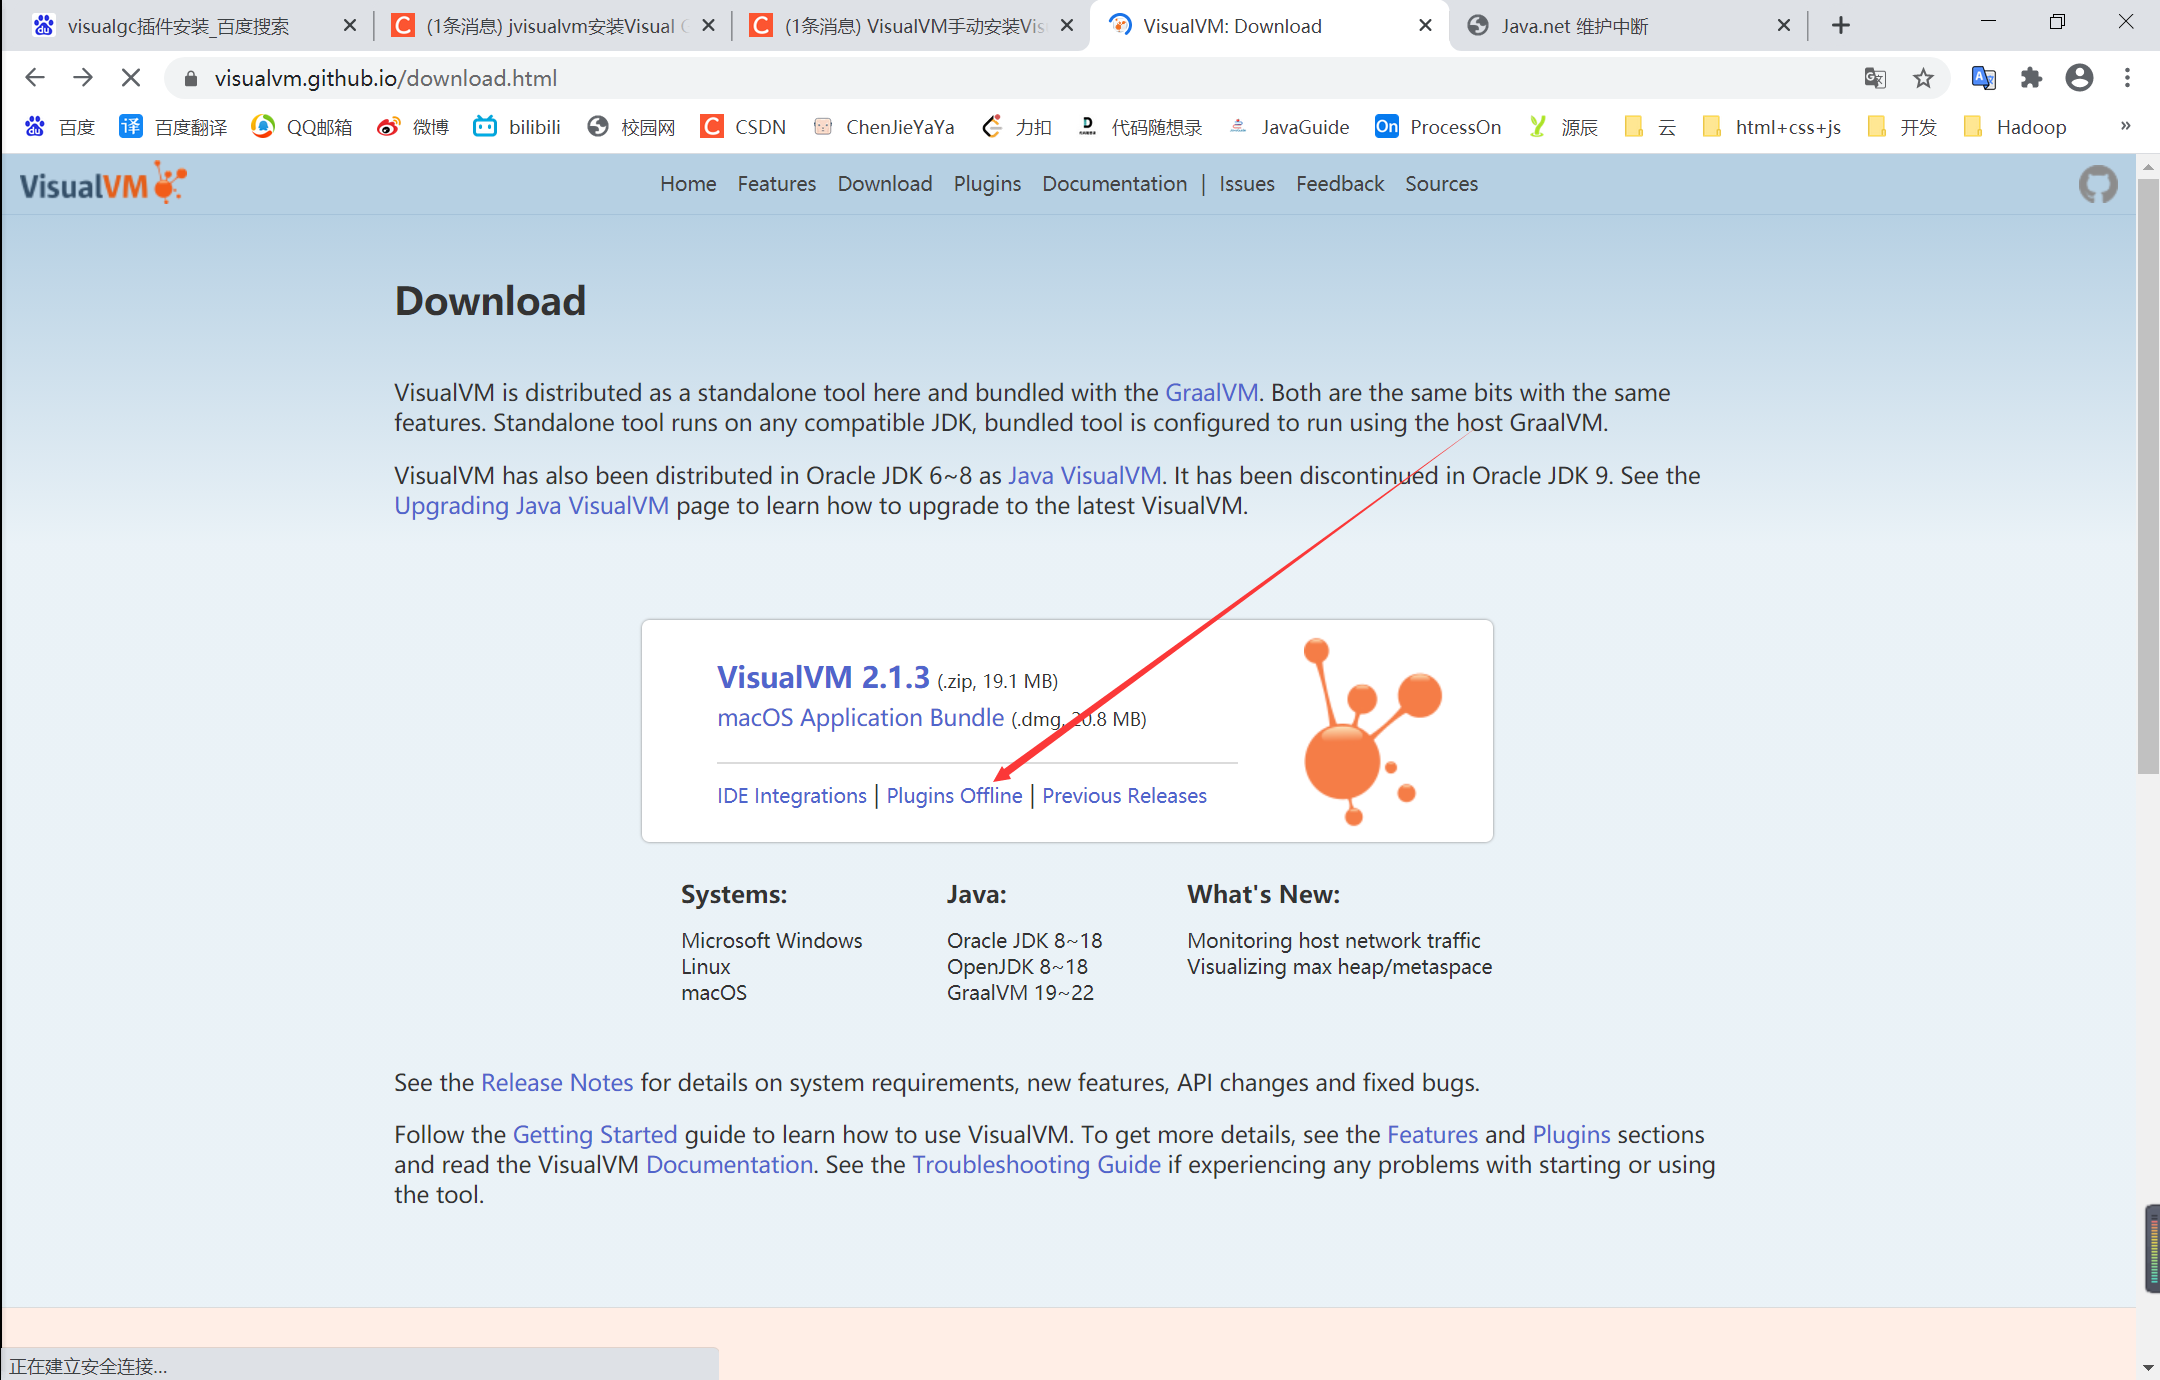 visualgc插件安装_百度搜索
(1条消息) jvisualvm安装Visual
(1条消息) VisualVM手动安装Vis
VisualVM: Download
Java.net 维护中断
visualvm.github.io/download.html
百度
百度翻译
QQ邮箱
微博
bilibili
校园网
CSDN
ChenJieYaYa
力扣
代码随想录
JavaGuide
ProcessOn
源辰
云
html+css+js
开发
Hadoop
VisualVM
Home Features Download Plugins Documentation | Issues Feedback Sources
Download
VisualVM is distributed as a standalone tool here and bundled with the GraalVM. Both are the same bits with the same
features. Standalone tool runs on any compatible JDK, bundled tool is configured to run using the host GraalVM.
VisualVM has also been distributed in Oracle JDK 6~8 as Java VisualVM. It has been discontinued in Oracle JDK 9. See the
Upgrading Java VisualVM page to learn how to upgrade to the latest VisualVM.
VisualVM 2.1.3 (.zip, 19.1 MB)
macOS Application Bundle (.dmg, 20.8 MB)
IDE Integrations | Plugins Offline | Previous Releases
Systems:
Microsoft Windows
Linux
macOS
Java:
Oracle JDK 8~18
OpenJDK 8~18
GraalVM 19~22
What's New:
Monitoring host network traffic
Visualizing max heap/metaspace
See the Release Notes for details on system requirements, new features, API changes and fixed bugs.
Follow the Getting Started guide to learn how to use VisualVM. To get more details, see the Features and Plugins sections
and read the VisualVM Documentation. See the Troubleshooting Guide if experiencing any problems with starting or using
the tool.
正在建立安全连接...